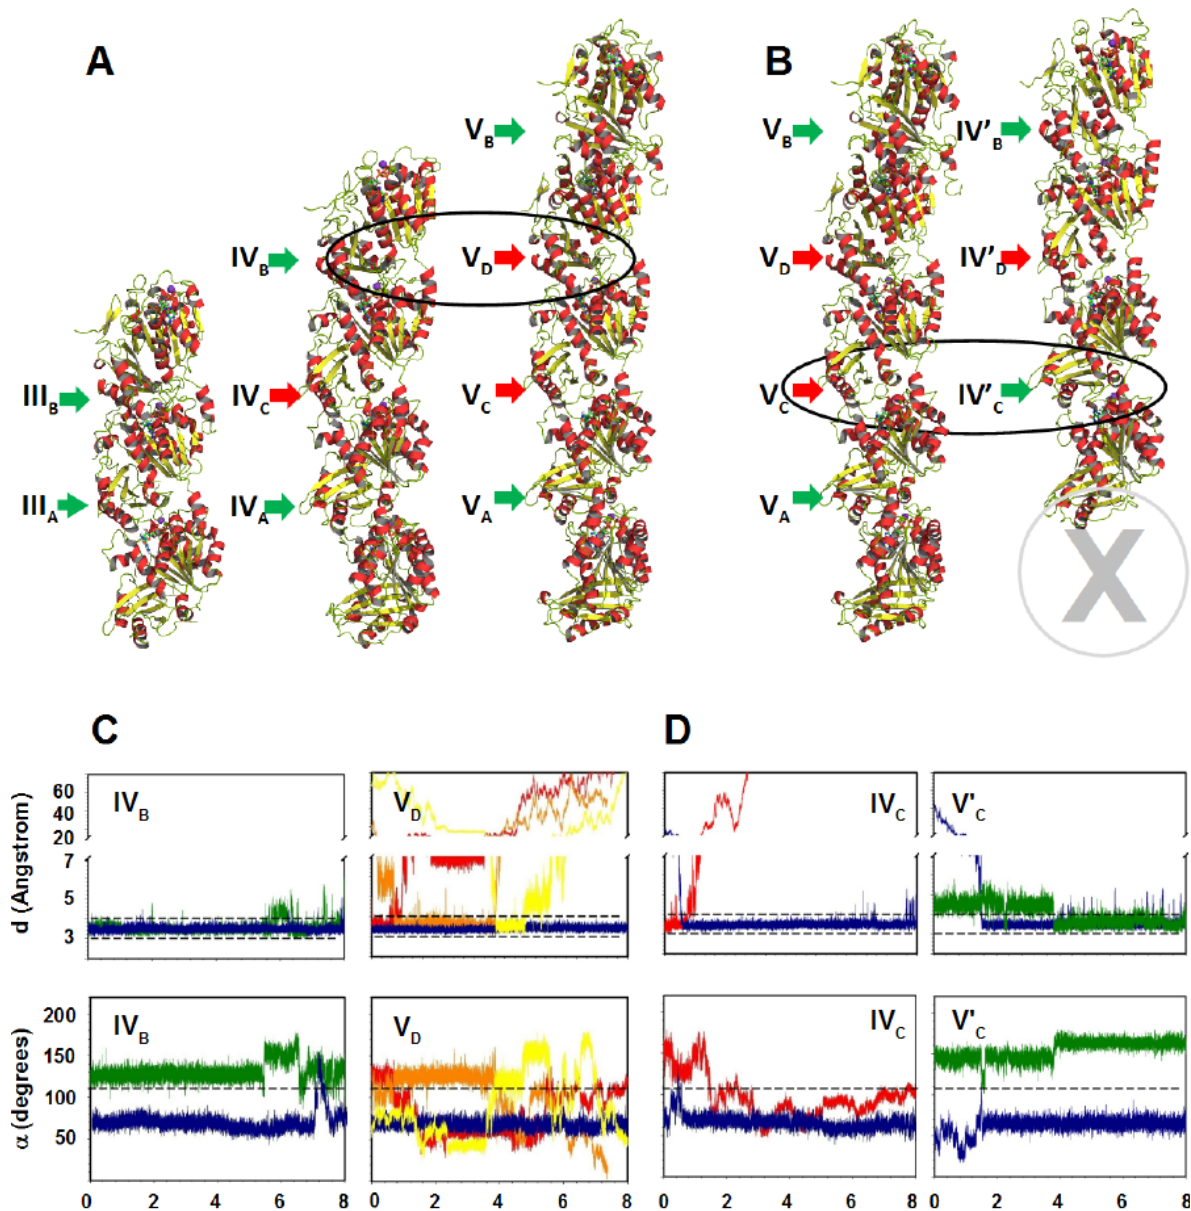 A
B
V_B
V_B
IV'_B
IV_B
V_D
V_D
IV'_D
III_B
IV_C
V_C
V_C
IV'_C
III_A
IV_A
V_A
V_A
X
C
D
d (Angstrom)
60
40
20
7
5
3
IV_B
V_D
IV_C
V'_C
α (degrees)
200
150
100
50
IV_B
V_D
IV_C
V'_C
0 2 4 6 8
0 2 4 6 8
0 2 4 6 8
0 2 4 6 8